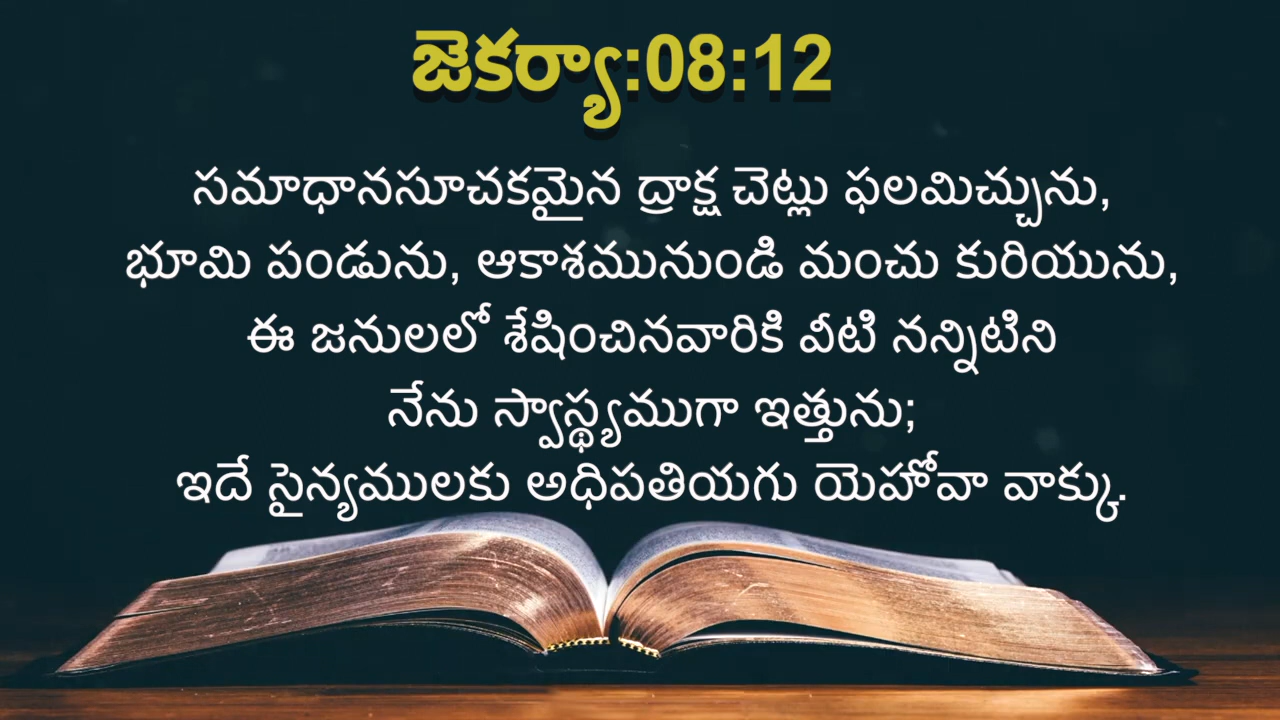 జెకర్యా:08:12
సమాధానసూచకమైన ద్రాక్ష చెట్లు ఫలమిచ్చును,
భూమి పండును, ఆకాశమునుండి మంచు కురియును,
ఈ జనులలో శేషించినవారికి వీటి నన్నిటిని
నేను స్వాస్థ్యముగా ఇత్తును;
ఇదే సైన్యములకు అధిపతియగు యెహోవా వాక్కు.